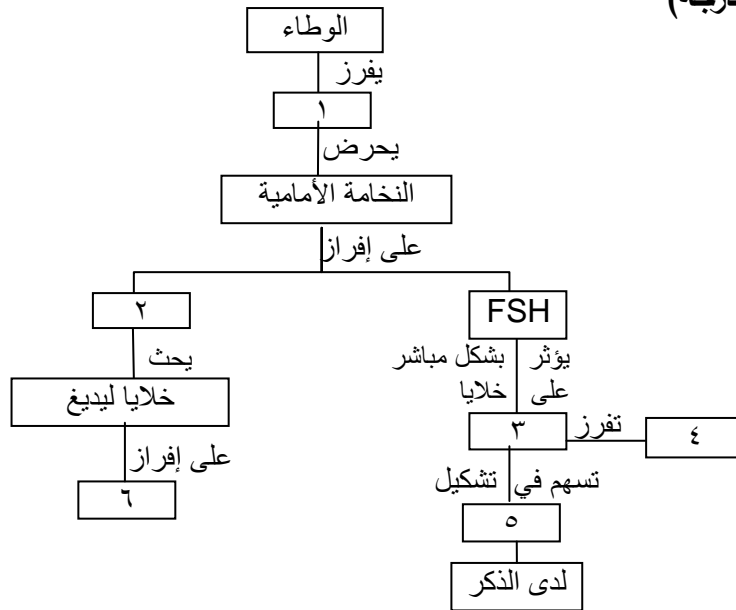 الوطاء
يفرز
١
يحرض
النخامة الأمامية
على إفراز
٢
FSH
يحث
يؤثر بشكل مباشر
على خلايا
خلايا ليديغ
٣
تفرز
٤
على إفراز
تسهم في تشكيل
٦
٥
لدى الذكر